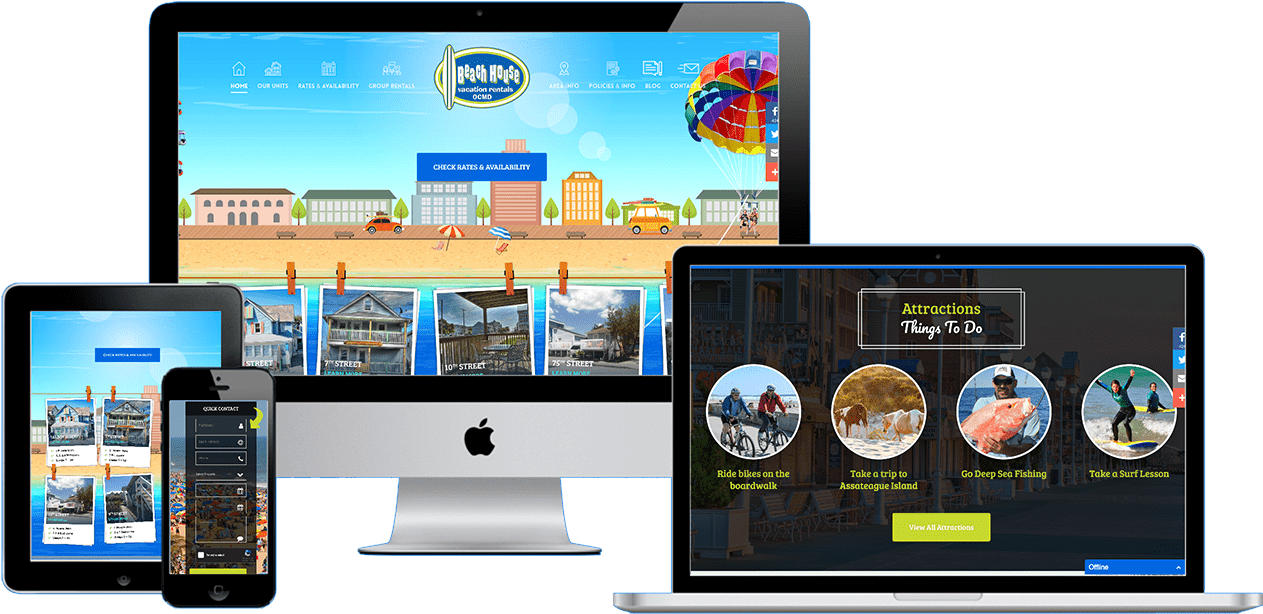 Beach House
vacation rentals
OCMD
HOME
OUR UNITS
RATES & AVAILABILITY
GROUP RENTALS
AREA INFO
POLICIES & INFO
BLOG
CONTACT
CHECK RATES & AVAILABILITY
STREET
7TH STREET
LEARN MORE
10TH STREET
75TH STREET
LEARN MORE
CHECK RATES & AVAILABILITY
QUICK CONTACT
Attractions
Things To Do
Ride bikes on the
boardwalk
Take a trip to
Assateague Island
Go Deep Sea Fishing
Take a Surf Lesson
View All Attractions
Offline